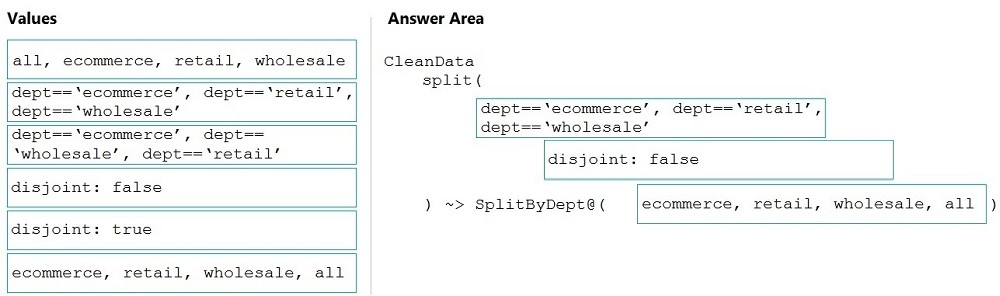 Values
all, ecommerce, retail, wholesale
dept==‘ecommerce’, dept==‘retail’,
dept==‘wholesale’
dept==‘ecommerce’, dept==
‘wholesale’, dept==‘retail’
disjoint: false
disjoint: true
ecommerce, retail, wholesale, all
Answer Area
CleanData
split(
dept==‘ecommerce’, dept==‘retail’,
dept==‘wholesale’
disjoint: false
) ~> SplitByDept@( ecommerce, retail, wholesale, all )